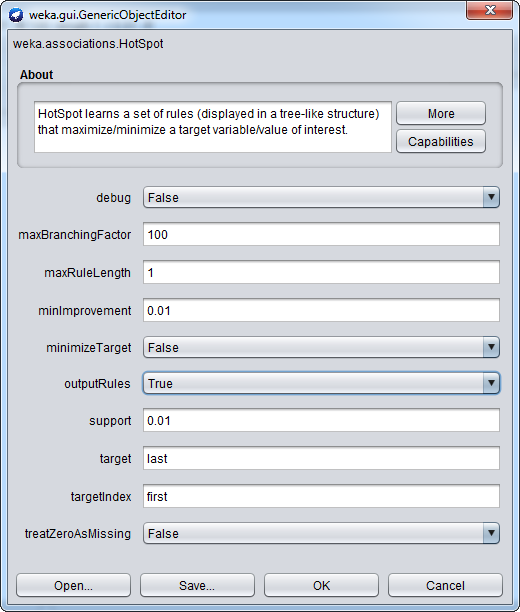 weka.gui.GenericObjectEditor
weka.associations.HotSpot
About
HotSpot learns a set of rules (displayed in a tree-like structure)
that maximize/minimize a target variable/value of interest.
More
Capabilities
debug False
maxBranchingFactor 100
maxRuleLength 1
minImprovement 0.01
minimizeTarget False
outputRules True
support 0.01
target last
targetIndex first
treatZeroAsMissing False
Open... Save... OK Cancel